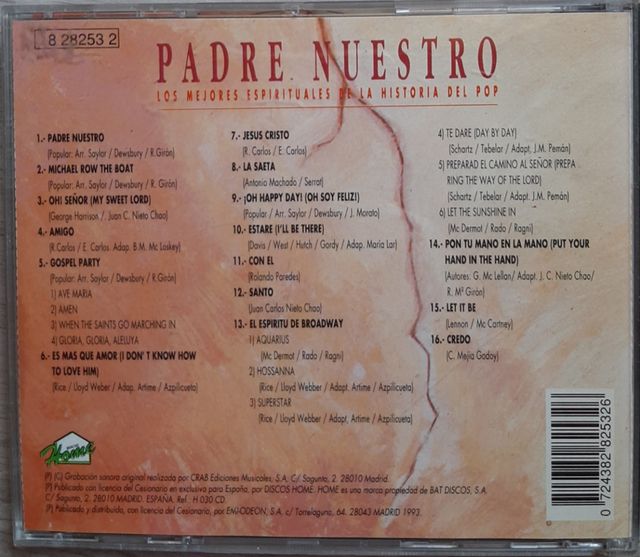 8 28253 2
PADRE NUESTRO
LOS MEJORES ESPIRITUALES DE LA HISTORIA DEL POP
1.- PADRE NUESTRO
(Popular: Arr. Saylor / Dewsbury / R.Girón)
2.- MICHAEL ROW THE BOAT
(Popular: Arr. Saylor / Dewsbury / R. Girón)
3.- OH! SEÑOR (MY SWEET LORD)
(George Harrison / Juan C. Nieto Chao)
4.- AMIGO
(R.Carlos / E. Carlos. Adap. B.M. Mc Loskey)
5.- GOSPEL PARTY
(Popular: Arr. Saylor / Dewsbury / R.Girón)
1) AVE MARIA
2) AMEN
3) WHEN THE SAINTS GO MARCHING IN
4) GLORIA, GLORIA, ALELUYA
6.- ES MAS QUE AMOR (I DON´T KNOW HOW
TO LOVE HIM)
(Rice / Lloyd Weber / Adap. Artime / Azpilicueta)
7.- JESUS CRISTO
(R. Carlos / E. Carlos)
8.- LA SAETA
(Antonio Machado / Serrat)
9.- ¡OH HAPPY DAY! (OH SOY FELIZ!)
(Popular / Arr. Saylor / Dewsbury / J. Morato)
10.- ESTARE (I'LL BE THERE)
(Davis / West / Hutch / Gordy / Adap. Maria Lar)
11.- CON EL
(Rolando Paredes)
12.- SANTO
(Juan Carlos Nieto Chao)
13.- EL ESPIRITU DE BROADWAY
1) AQUARIUS
(Mc Dermot / Rado / Ragni)
2) HOSSANNA
(Rice / Lloyd Webber / Adapt. Artime / Azpilicueta)
3) SUPERSTAR
(Rice / Lloyd Webber / Adapt, Artime / Azpilicueta)
4) TE DARE (DAY BY DAY)
(Schartz / Tebelar / Adapt, J.M. Pemán)
5) PREPARAD EL CAMINO AL SEÑOR (PREPA
RING THE WAY OF THE LORD)
(Schartz / Tebelar / Adapt. J.M. Pemán)
6) LET THE SUNSHINE IN
(Mc Dermot / Rado / Ragni)
14.- PON TU MANO EN LA MANO (PUT YOUR
HAND IN THE HAND)
(Autores: G. Mc Lellan/ Adapt. J. C. Nieto Chao/
R. Mª Girón)
15.- LET IT BE
(Lennon / Mc Cartney)
16.- CREDO
(C. Mejia Godoy)
Home
(P) (C) Grabación sonora original realizada por CRAB Ediciones Musicales, S.A. C/ Sagunto, 2. 28010 Madrid.
(P) Publicado con licencia del Cesionario en exclusiva para España, por DISCOS HOME. HOME es una marca propiedad de BAT DISCOS, S.A.
C/ Sagunto, 2. 28010 MADRID. ESPAÑA. Ref. H 030 CD
(P) Publicado y distribuido, con licencia del Cesionario, por EMI-ODEON, S.A. c/ Torrelaguna, 64. 28043 MADRID 1993.
0 724382 825326